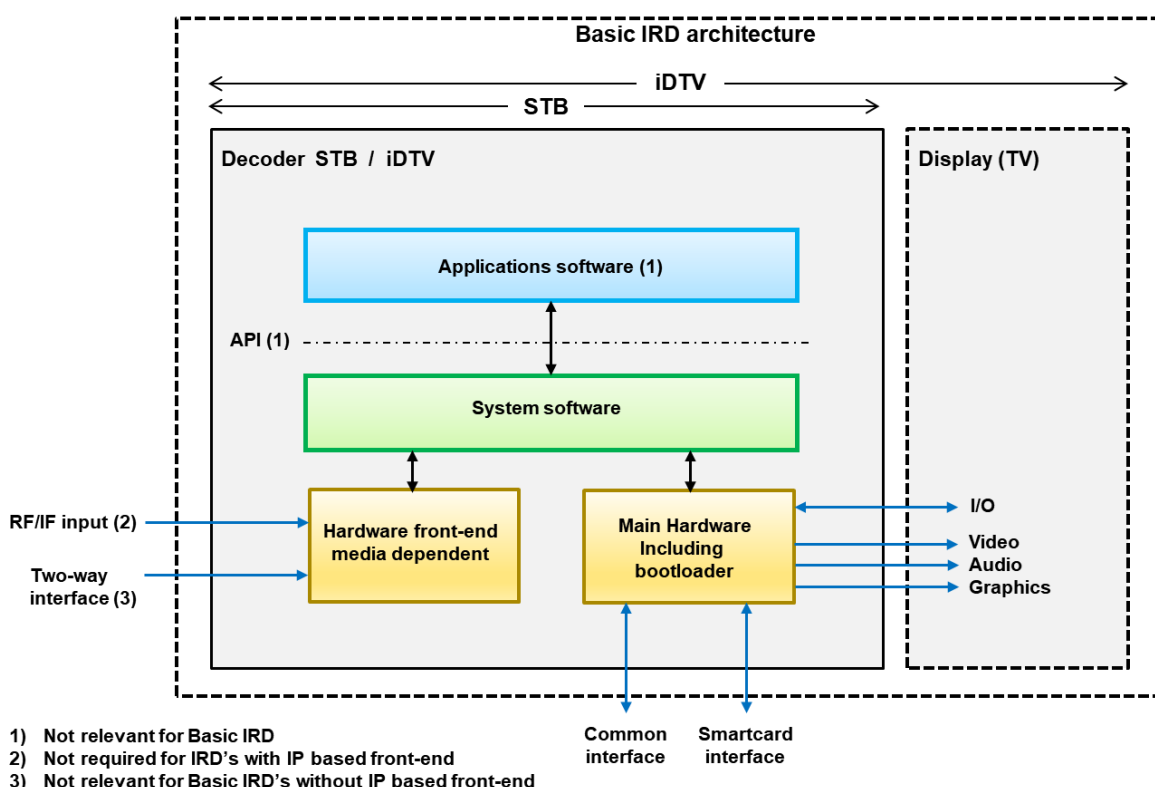 Basic IRD architecture
iDTV
STB
Decoder STB / iDTV
Display (TV)
Applications software (1)
API (1)
System software
RF/IF input (2)
Two-way
interface (3)
Hardware front-end
media dependent
Main Hardware
Including
bootloader
I/O
Video
Audio
Graphics
Common
interface
Smartcard
interface
1) Not relevant for Basic IRD
2) Not required for IRD's with IP based front-end
3) Not relevant for Basic IRD's without IP based front-end